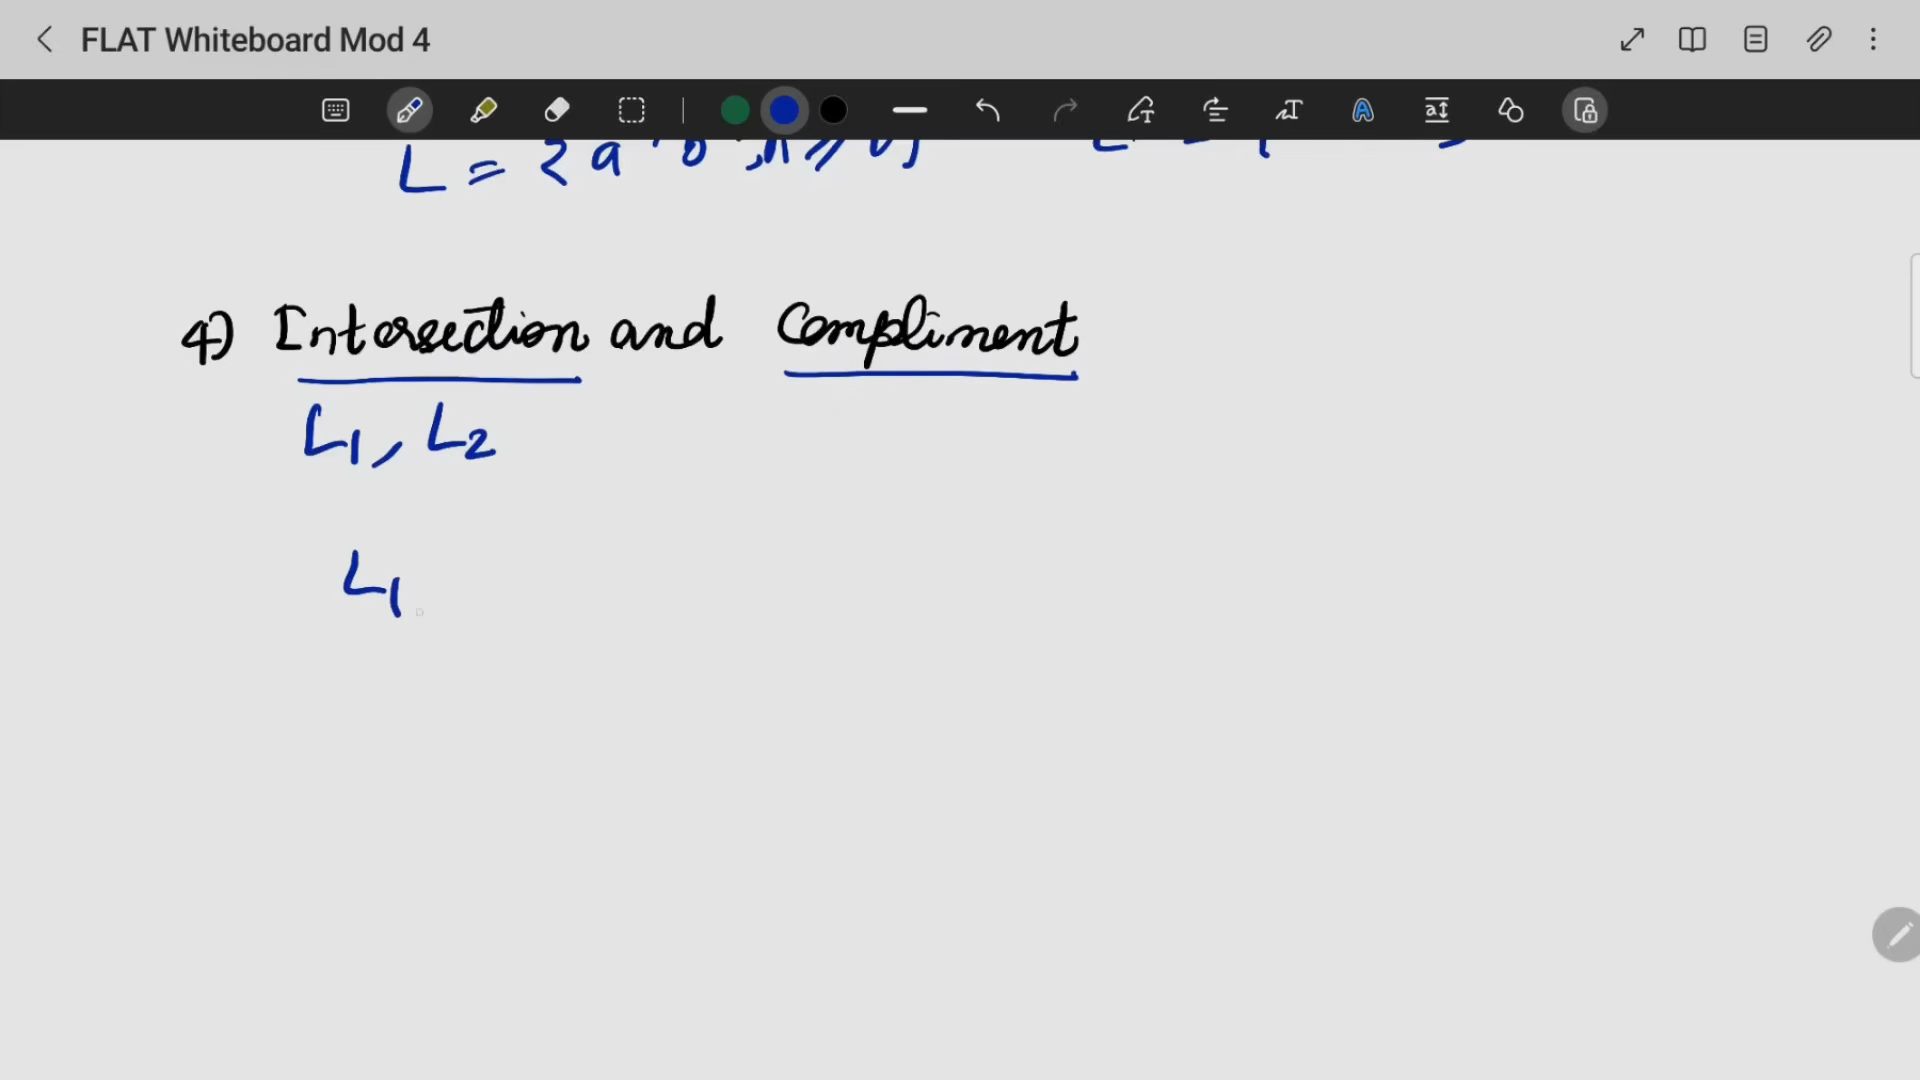 FLAT Whiteboard Mod 4
L =
4) Intersection and Compliment
L1, L2
L1